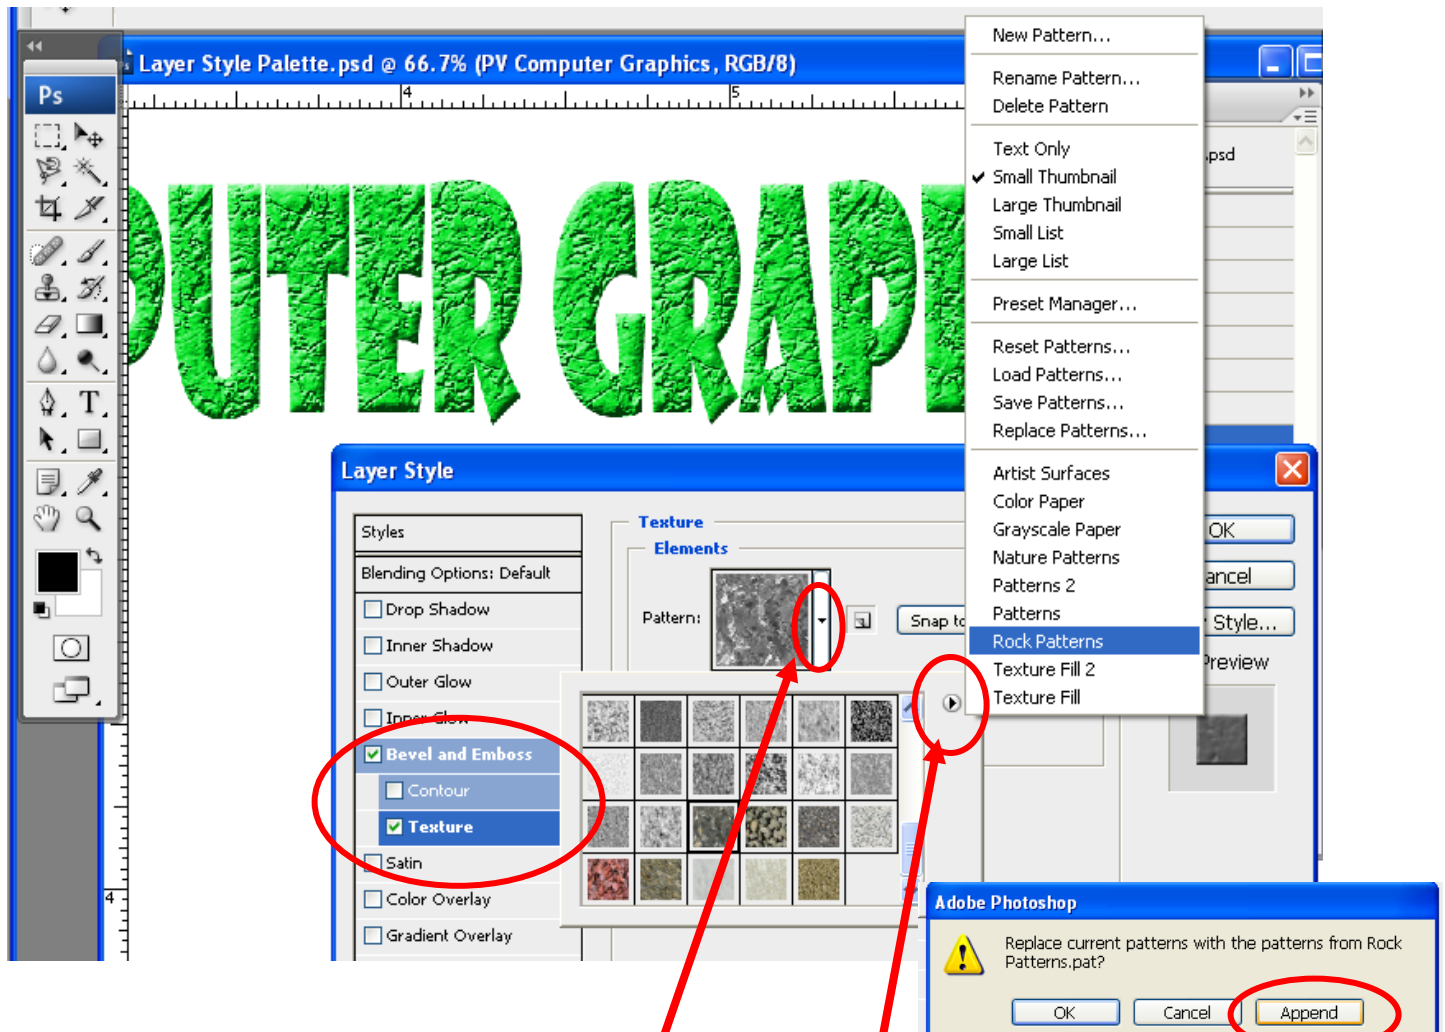 Layer Style Palette.psd @ 66.7% (PV Computer Graphics, RGB/8)
Ps
4
5
PUTER GRAP
New Pattern...
Rename Pattern...
Delete Pattern
Text Only
Small Thumbnail
Large Thumbnail
Small List
Large List
Preset Manager...
Reset Patterns...
Load Patterns...
Save Patterns...
Replace Patterns...
Artist Surfaces
Color Paper
Grayscale Paper
Nature Patterns
Patterns 2
Patterns
Rock Patterns
Texture Fill 2
Texture Fill
.psd
Layer Style
Styles
Blending Options: Default
Drop Shadow
Inner Shadow
Outer Glow
Inner Glow
Bevel and Emboss
Contour
Texture
Satin
Color Overlay
Gradient Overlay
Texture
Elements
Pattern:
Snap to
OK
ancel
Style...
Preview
4
T
Adobe Photoshop
Replace current patterns with the patterns from Rock
Patterns.pat?
OK
Cancel
Append